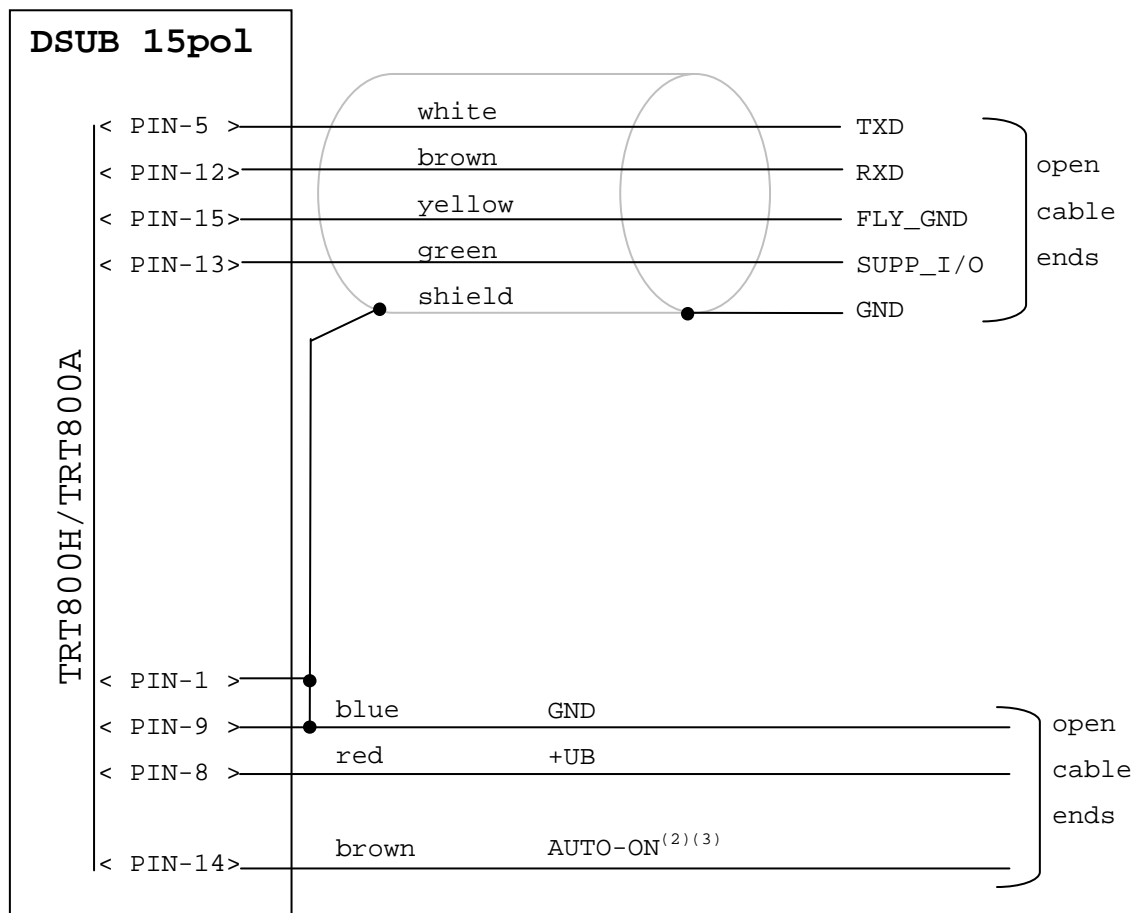 DSUB 15pol
white
< PIN-5 > TXD
brown
< PIN-12> RXD
open
yellow
< PIN-15> FLY_GND
cable
green
< PIN-13> SUPP_I/O
ends
shield
GND
TRT800H/TRT800A
< PIN-1 >
blue GND
< PIN-9 > open
red +UB
< PIN-8 > cable
ends
brown AUTO-ON(2)(3)
< PIN-14>